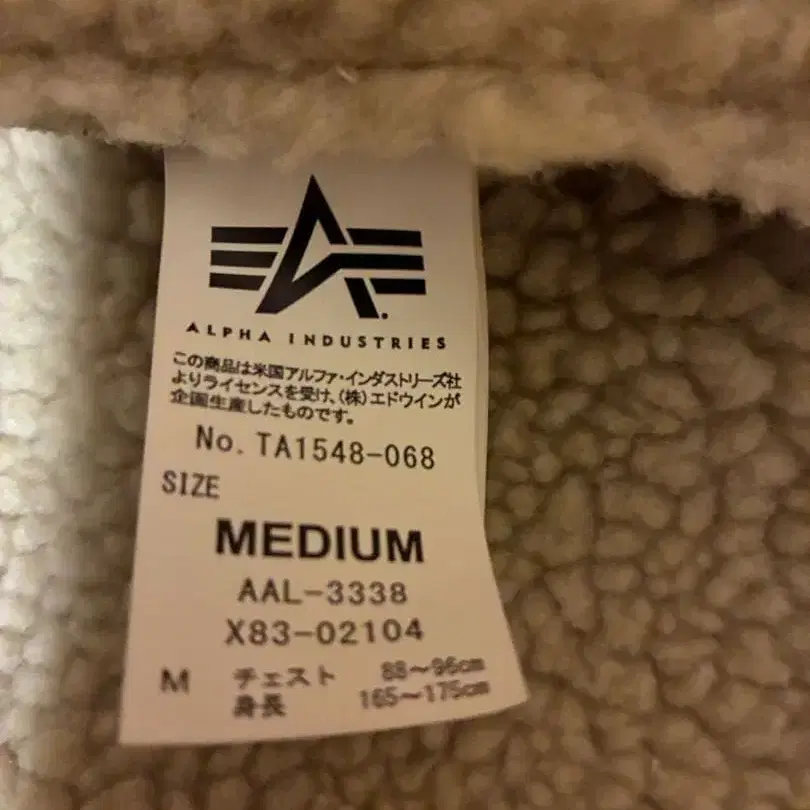 ALPHA INDUSTRIES
この商品は米国アルファ・インダストリーズ社
よりライセンスを受け、(株)エドウインが
企画生産したものです。
No. TA1548-068
SIZE
MEDIUM
AAL-3338
X83-02104
M チェスト 88~96cm
身長 165~175cm